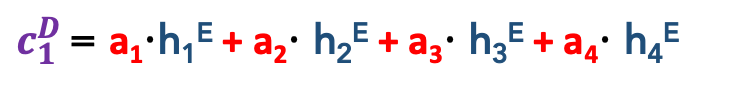 c₁ᴰ = a₁·h₁ᴱ + a₂· h₂ᴱ + a₃· h₃ᴱ + a₄· h₄ᴱ